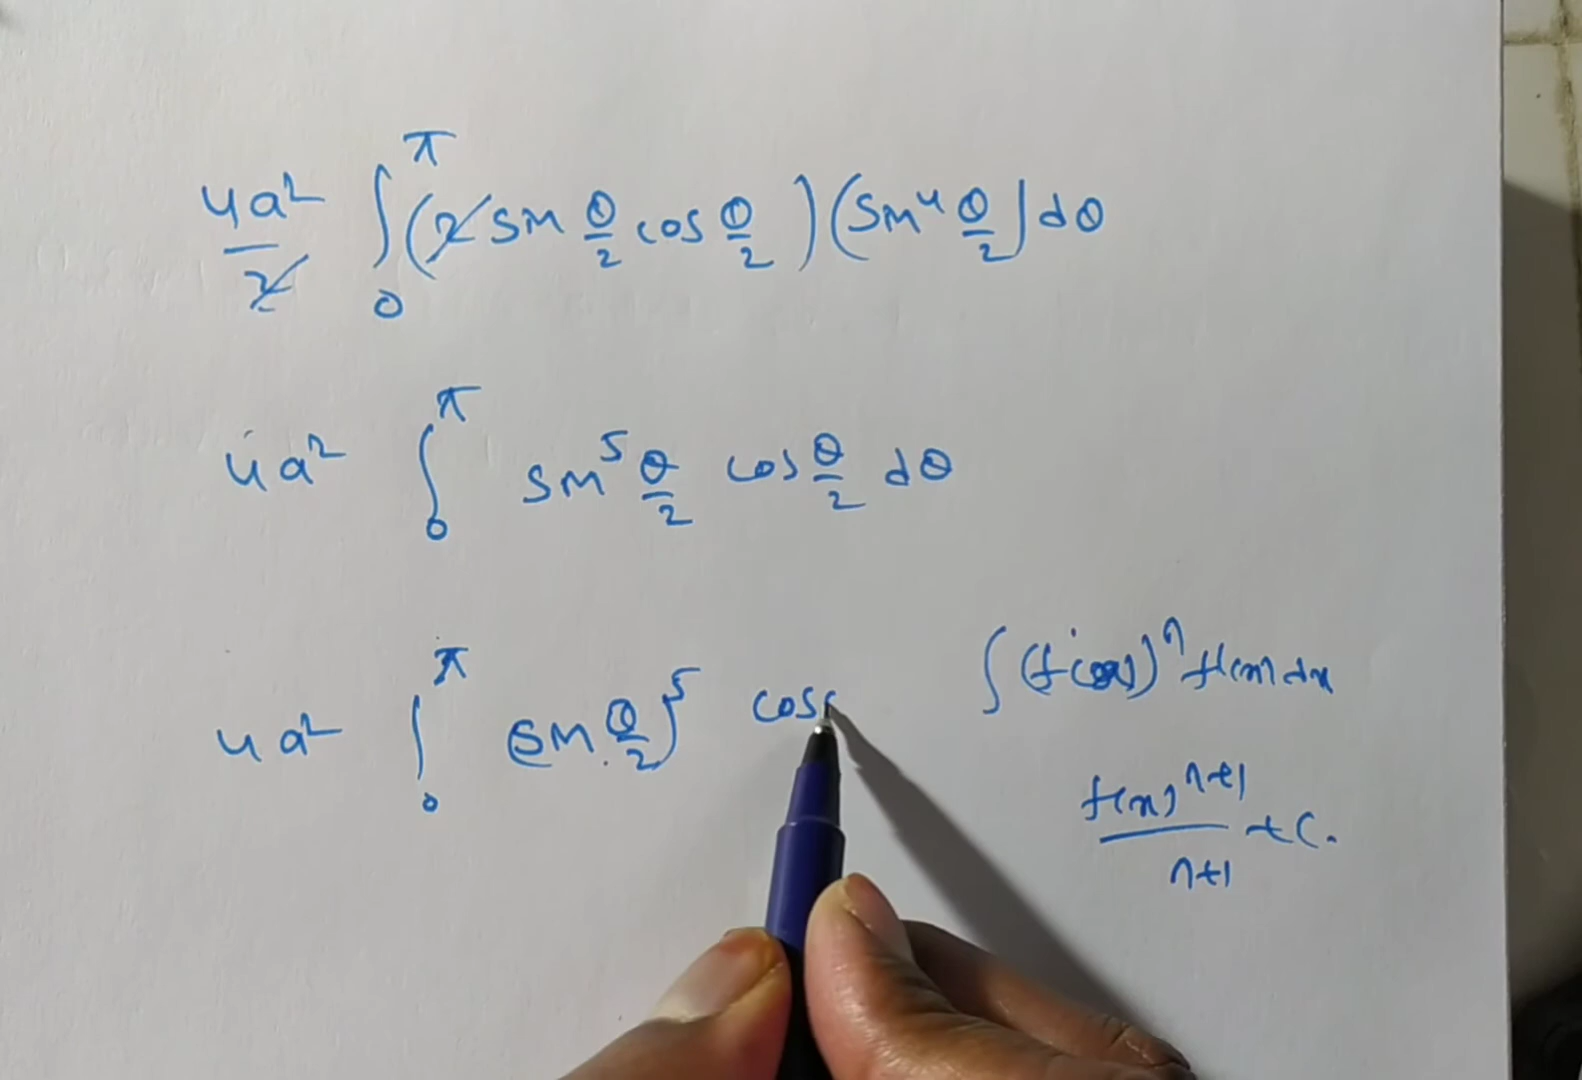 4a²/2 ∫₀^π (2 sin θ/2 cos θ/2) (sin⁴ θ/2) dθ
4a² ∫₀^π sin⁵ θ/2 cos θ/2 dθ
4a² ∫₀^π (sin θ/2)⁵ cos
∫ (f(x))ⁿ f'(x) dx
f(x)ⁿ⁺¹/n+1 + C.